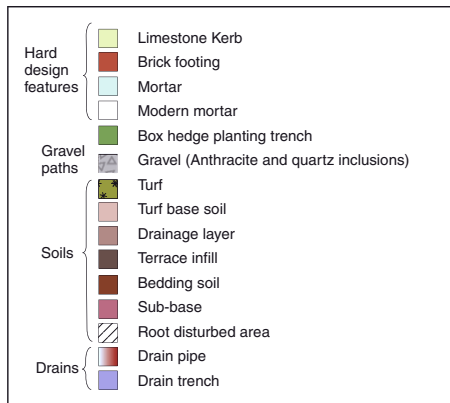 Hard
design
features
Limestone Kerb
Brick footing
Mortar
Modern mortar
Box hedge planting trench
Gravel
paths
Gravel (Anthracite and quartz inclusions)
Soils
Turf
Turf base soil
Drainage layer
Terrace infill
Bedding soil
Sub-base
Root disturbed area
Drains
Drain pipe
Drain trench